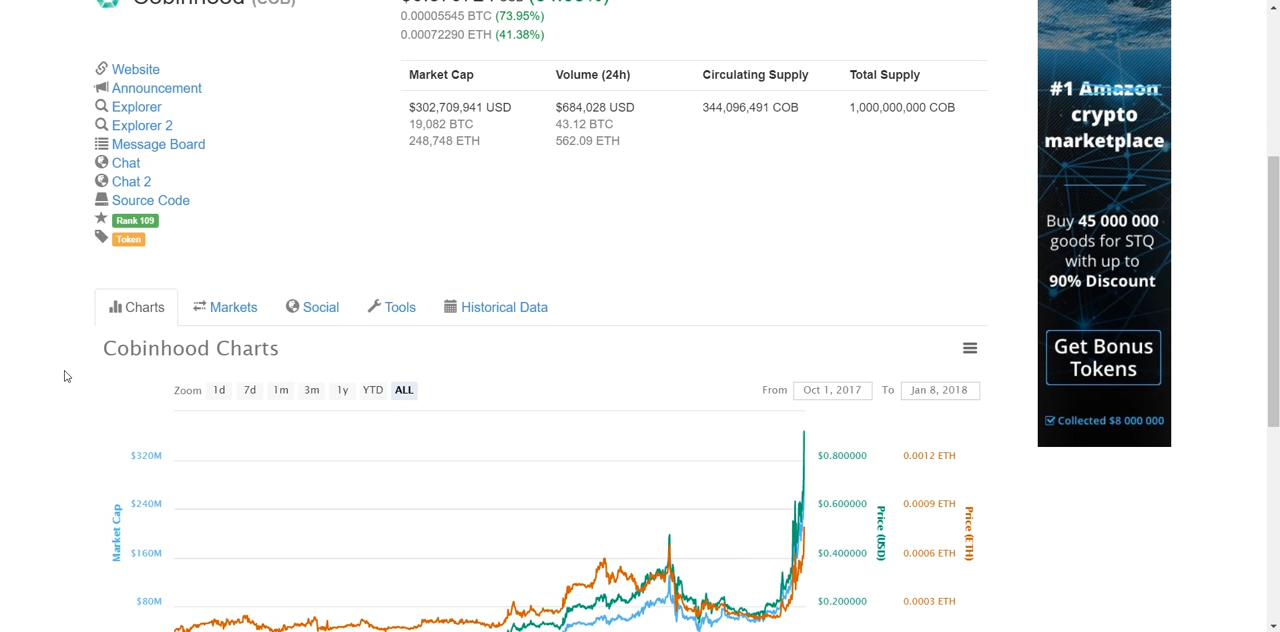 Cobinhood (COB)
0.00005545 BTC (73.95%)
0.00072290 ETH (41.38%)
Website
Announcement
Explorer
Explorer 2
Message Board
Chat
Chat 2
Source Code
Rank 109
Token
Market Cap Volume (24h) Circulating Supply Total Supply
$302,709,941 USD $684,028 USD 344,096,491 COB 1,000,000,000 COB
19,082 BTC 43.12 BTC
248,748 ETH 562.09 ETH
Charts Markets Social Tools Historical Data
Cobinhood Charts
Zoom 1d 7d 1m 3m 1y YTD ALL From Oct 1, 2017 To Jan 8, 2018
$320M $0.800000 0.0012 ETH
$240M $0.600000 0.0009 ETH
$160M $0.400000 0.0006 ETH
$80M $0.200000 0.0003 ETH
Market Cap
Price (USD)
Price (ETH)
#1 Amazon
crypto
marketplace
Buy 45 000 000
goods for STQ
with up to
90% Discount
Get Bonus
Tokens
Collected $8 000 000